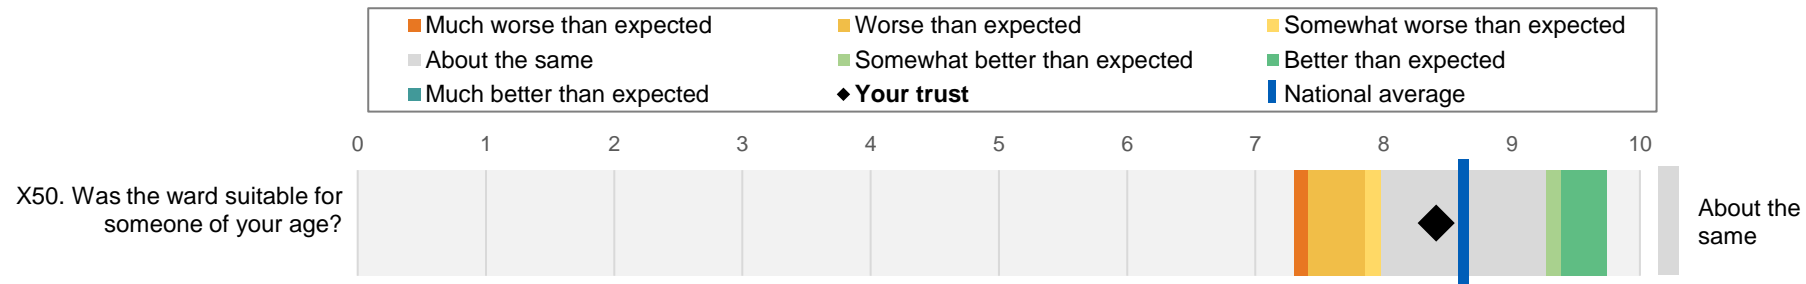 Much worse than expected Worse than expected Somewhat worse than expected
About the same Somewhat better than expected Better than expected
Much better than expected Your trust National average
0 1 2 3 4 5 6 7 8 9 10
X50. Was the ward suitable for
someone of your age?
About the
same